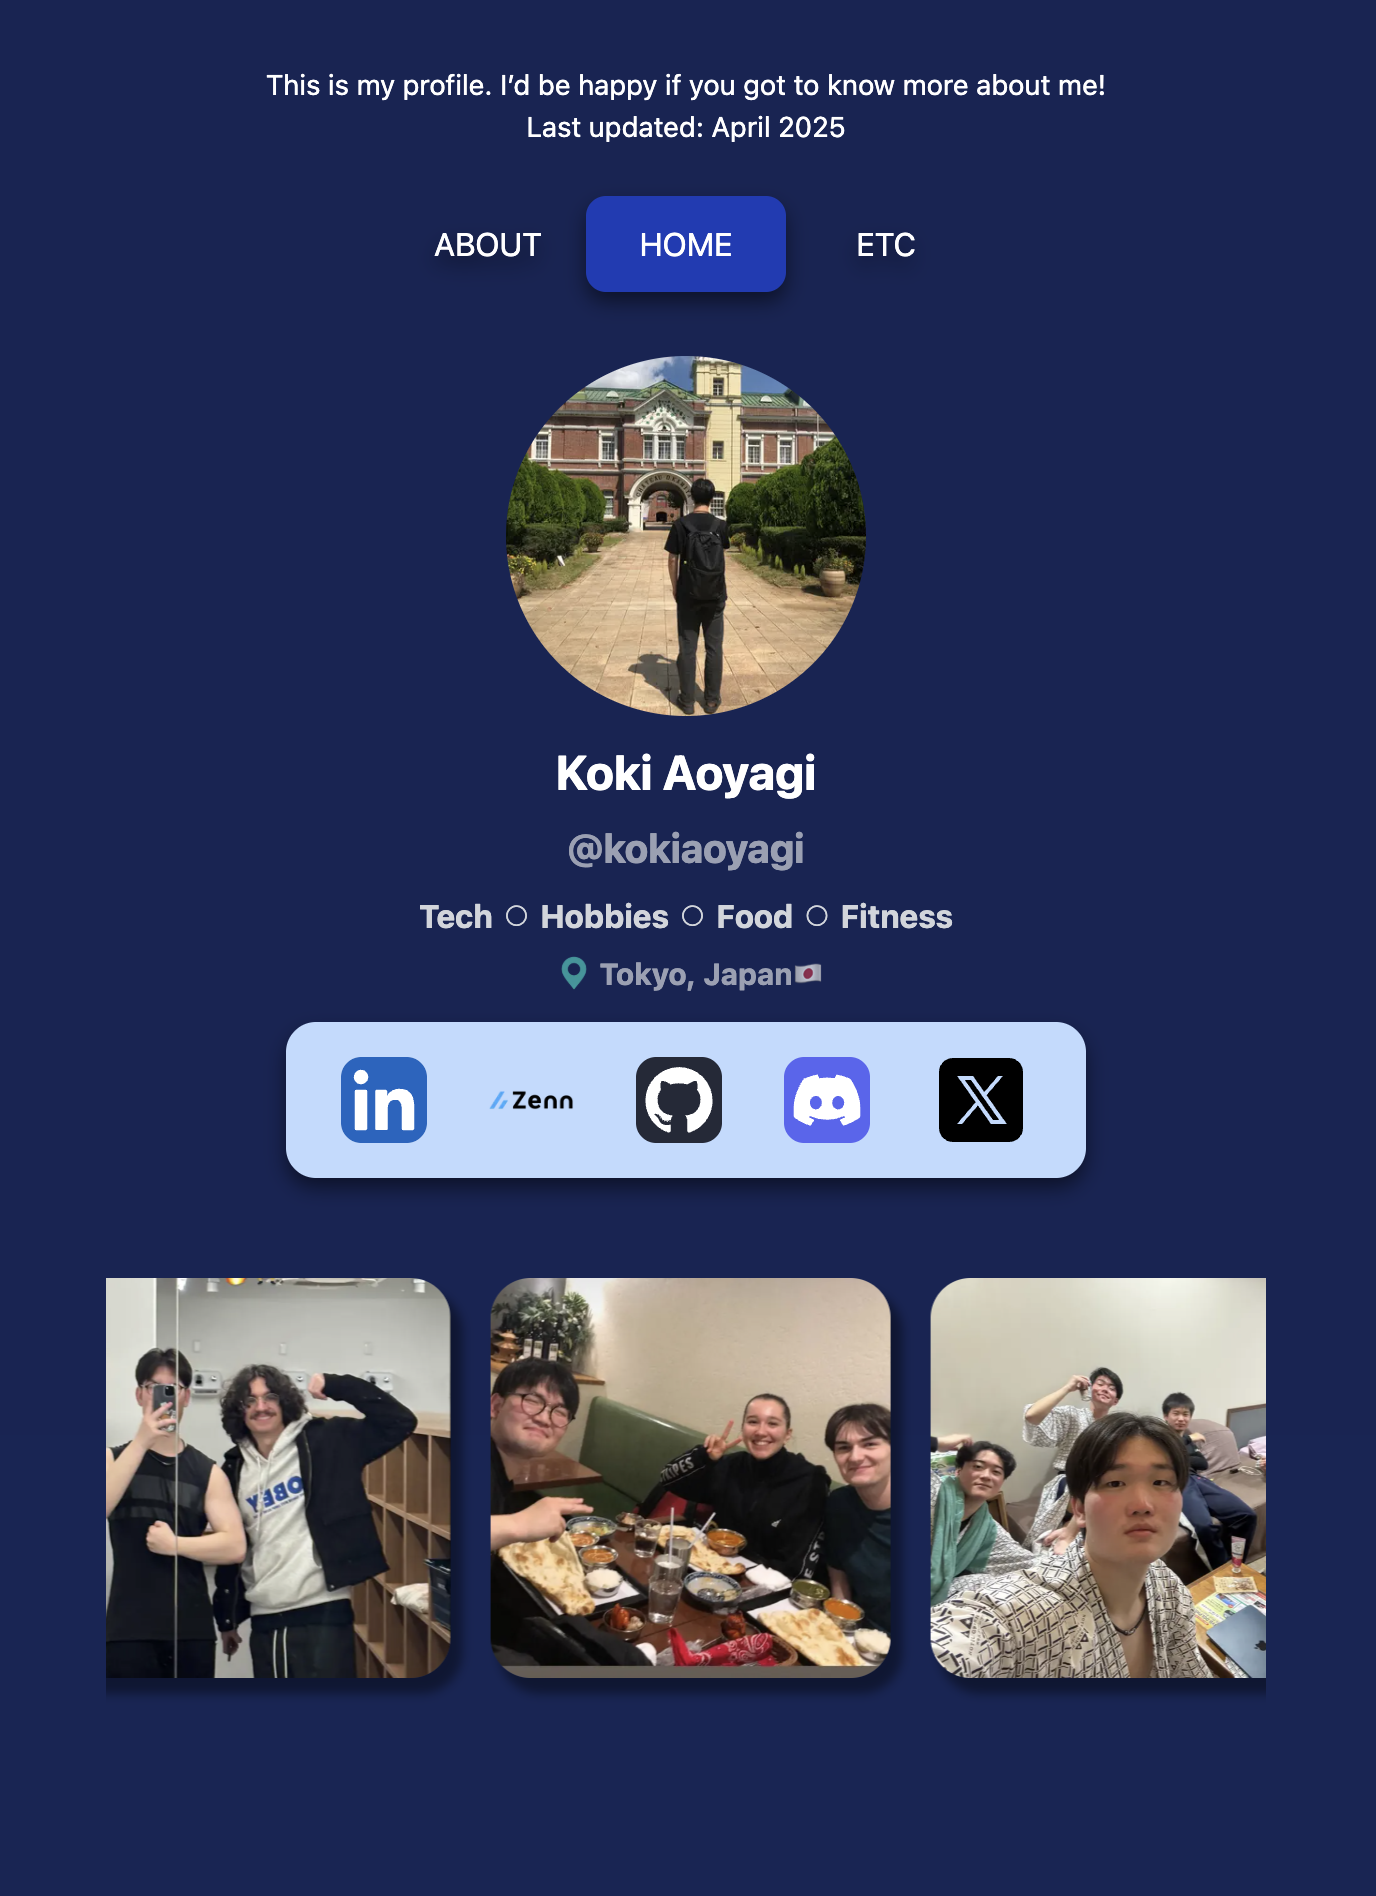 This is my profile. I’d be happy if you got to know more about me!
Last updated: April 2025
ABOUT HOME ETC
Koki Aoyagi
@kokiaoyagi
Tech ○ Hobbies ○ Food ○ Fitness
Tokyo, Japan🇯🇵
in Zenn X